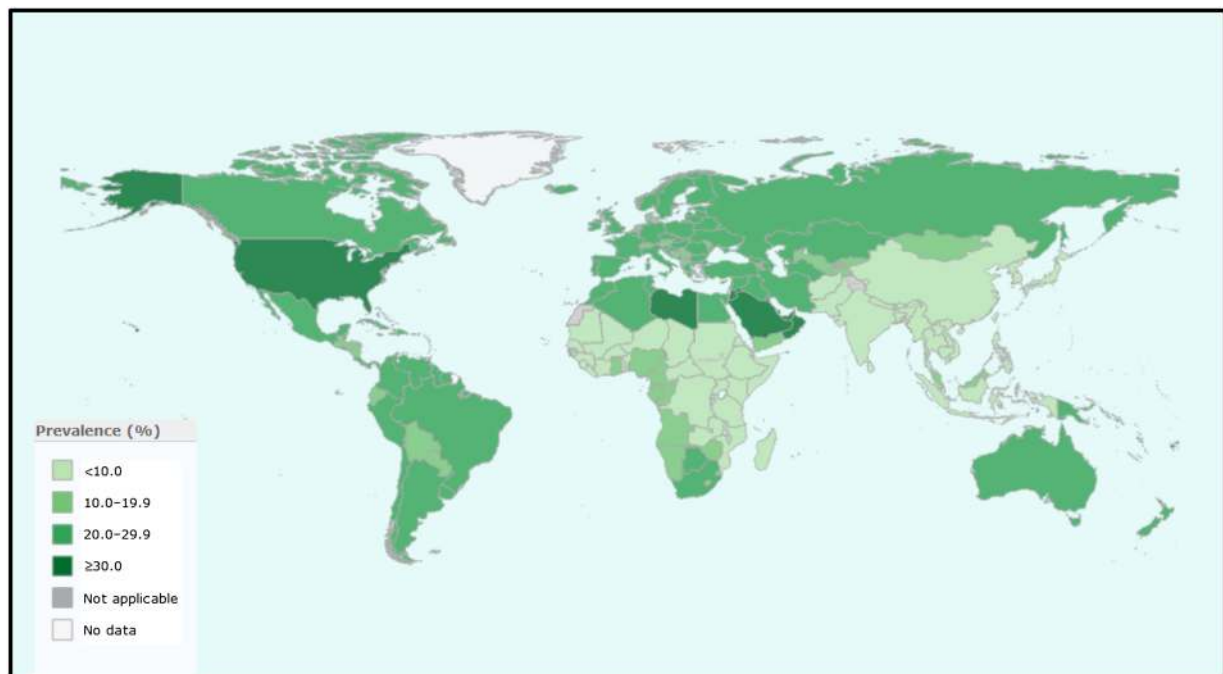 Prevalence (%)
<10.0
10.0–19.9
20.0–29.9
≥30.0
Not applicable
No data